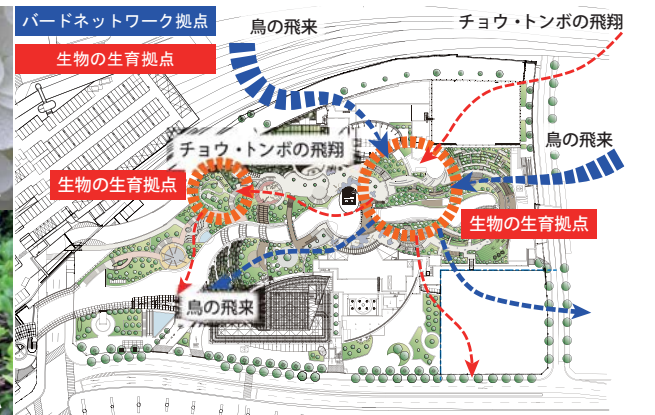 バードネットワーク拠点
鳥の飛来
チョウ・トンボの飛翔
生物の生育拠点
チョウ・トンボの飛翔
鳥の飛来
生物の生育拠点
生物の生育拠点
鳥の飛来